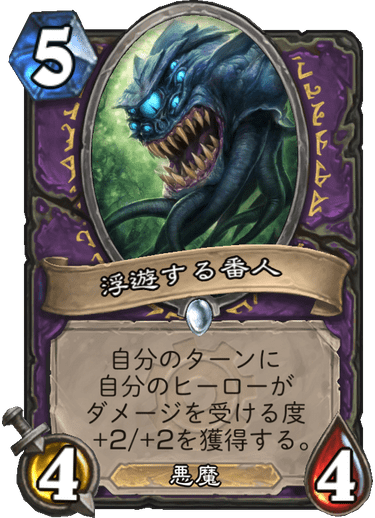 5
浮遊する番人
自分のターンに
自分のヒーローが
ダメージを受ける度
+2/+2を獲得する。
4
悪魔
4